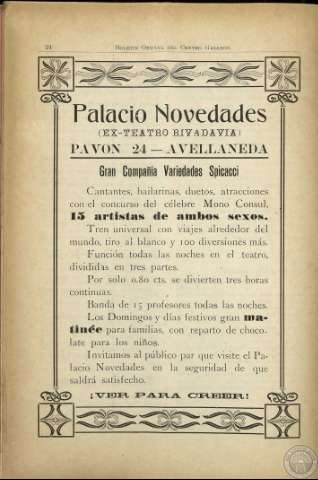 24 BOLETIN OFICIAL DEL CENTRO GALLEGO
Palacio Novedades
(EX-TEATRO RIVADAVIA)
PAVON 24 — AVELLANEDA
Gran Compañía Variedades Spicacci
Cantantes, bailarinas, duetos, atracciones
con el concurso del célebre Mono Consul,
15 artistas de ambos sexos.
Tren universal con viajes alrededor del
mundo, tiro al blanco y 100 diversiones más.
Función todas las noches en el teatro,
divididas en tres partes.
Por solo 0.80 cts. se divierten tres horas
continuas.
Banda de 15 profesores todas las noches.
Los Domingos y días festivos gran ma-
tinée para familias, con reparto de choco-
late para los niños.
Invitamos al público par que visite el Pa-
lacio Novedades en la seguridad de que
saldrá satisfecho.
¡VER PARA CREER!